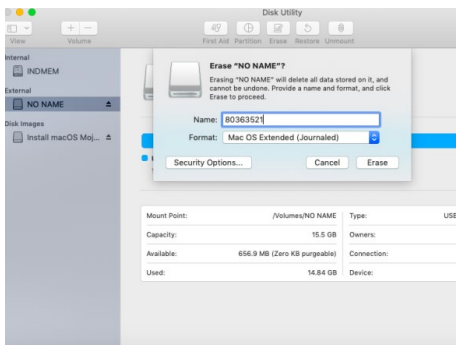 Disk Utility
View
Volume
First Aid Partition Erase Restore Unmount
Internal
INDMEM
External
NO NAME
Disk Images
Install macOS Moj...
Erase “NO NAME”?
Erasing “NO NAME” will delete all data stored on it, and
cannot be undone. Provide a name and format, and click
Erase to proceed.
Name: 80363521
Format: Mac OS Extended (Journaled)
Security Options... Cancel Erase
Mount Point: /Volumes/NO NAME Type: USB
Capacity: 15.5 GB Owners:
Available: 656.9 MB (Zero KB purgeable) Connection:
Used: 14.84 GB Device: